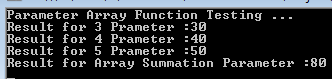 Parameter Array Function Testing ...
Result for 3 Prameter :30
Result for 4 Prameter :40
Result for 5 Prameter :50
Result for Array Summation Parameter :80